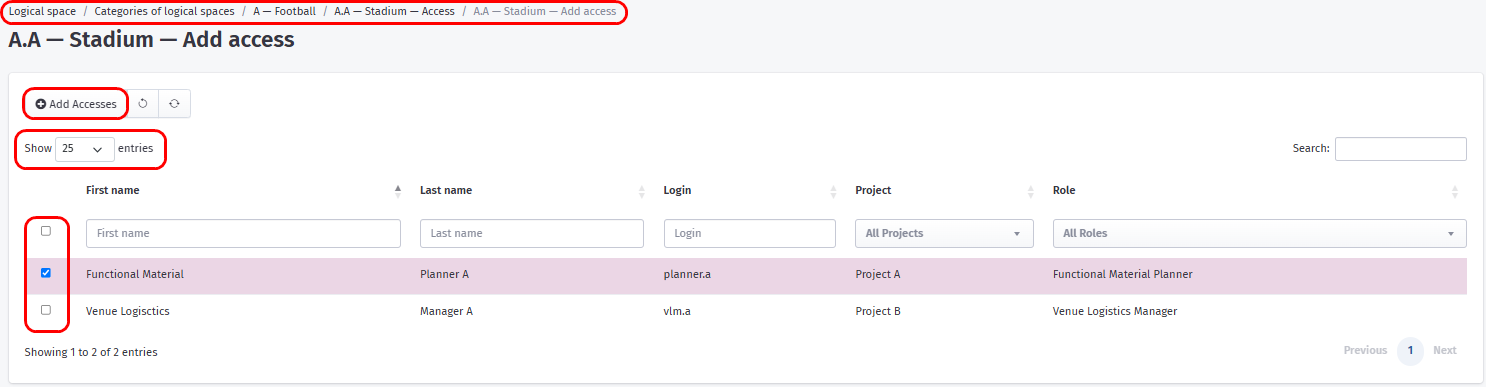 Logical space / Categories of logical spaces / A — Football / A.A — Stadium — Access / A.A — Stadium — Add access
A.A — Stadium — Add access
Add Accesses
Show 25 entries Search:
First name Last name Login Project Role
First name Last name Login All Projects All Roles
Functional Material Planner A planner.a Project A Functional Material Planner
Venue Logisctics Manager A vlm.a Project B Venue Logistics Manager
Showing 1 to 2 of 2 entries Previous 1 Next